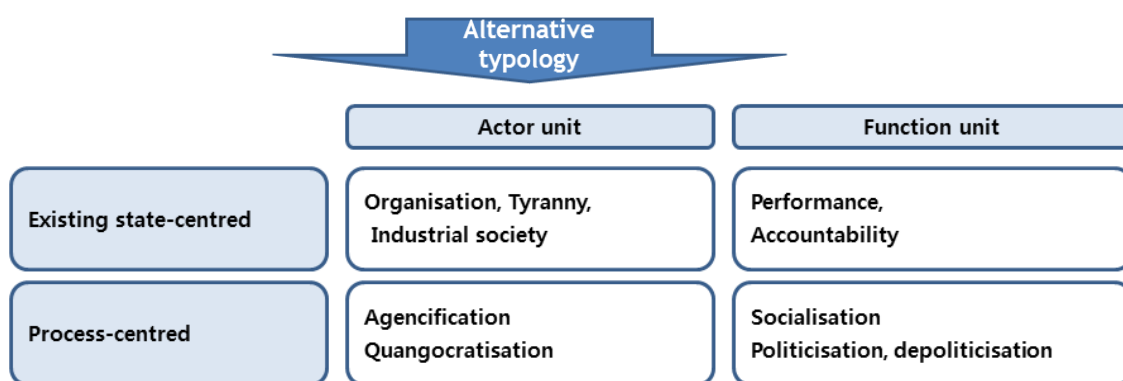 Alternative
typology
Actor unit
Function unit
Existing state-centred
Organisation, Tyranny,
Industrial society
Performance,
Accountability
Process-centred
Agencification
Quangocratisation
Socialisation
Politicisation, depoliticisation